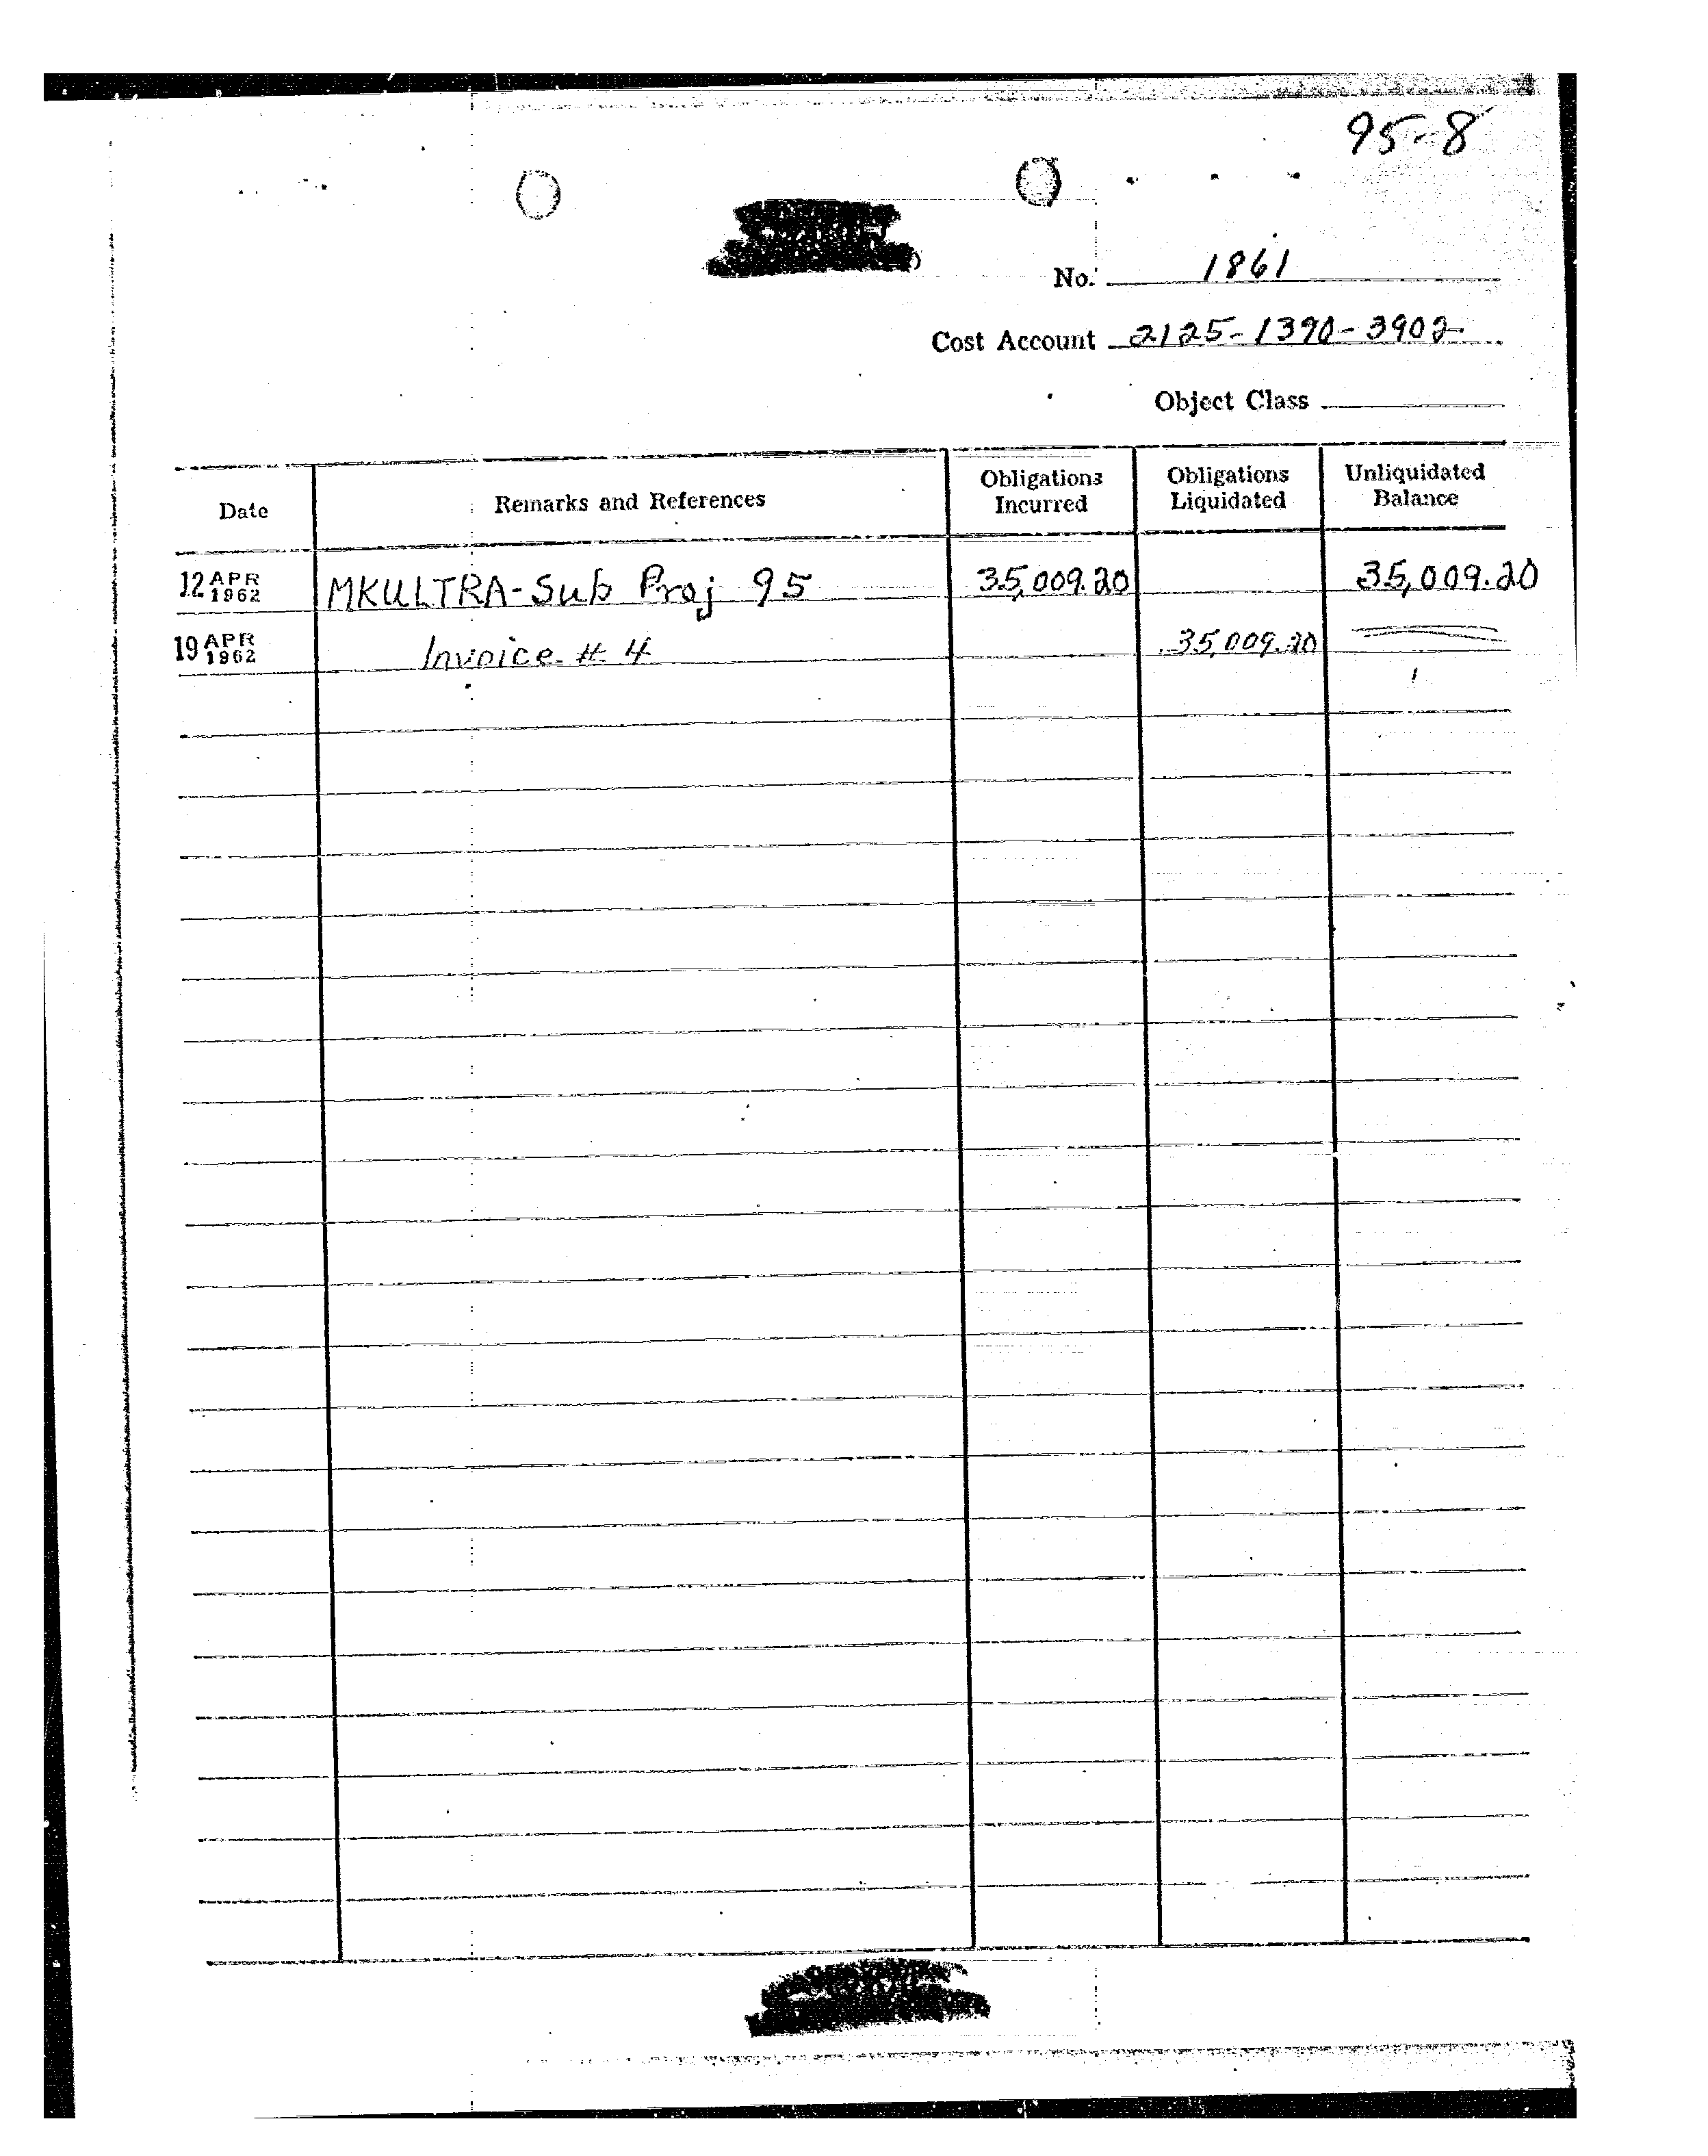 95-8
No. 1861
Cost Account 2125-1390-3902
Object Class
Date Remarks and References Obligations Incurred Obligations Liquidated Unliquidated Balance
12 APR 1962 MKULTRA-Sub Proj 95 35,009.20 35,009.20
19 APR 1962 Invoice # 4 35,009.20